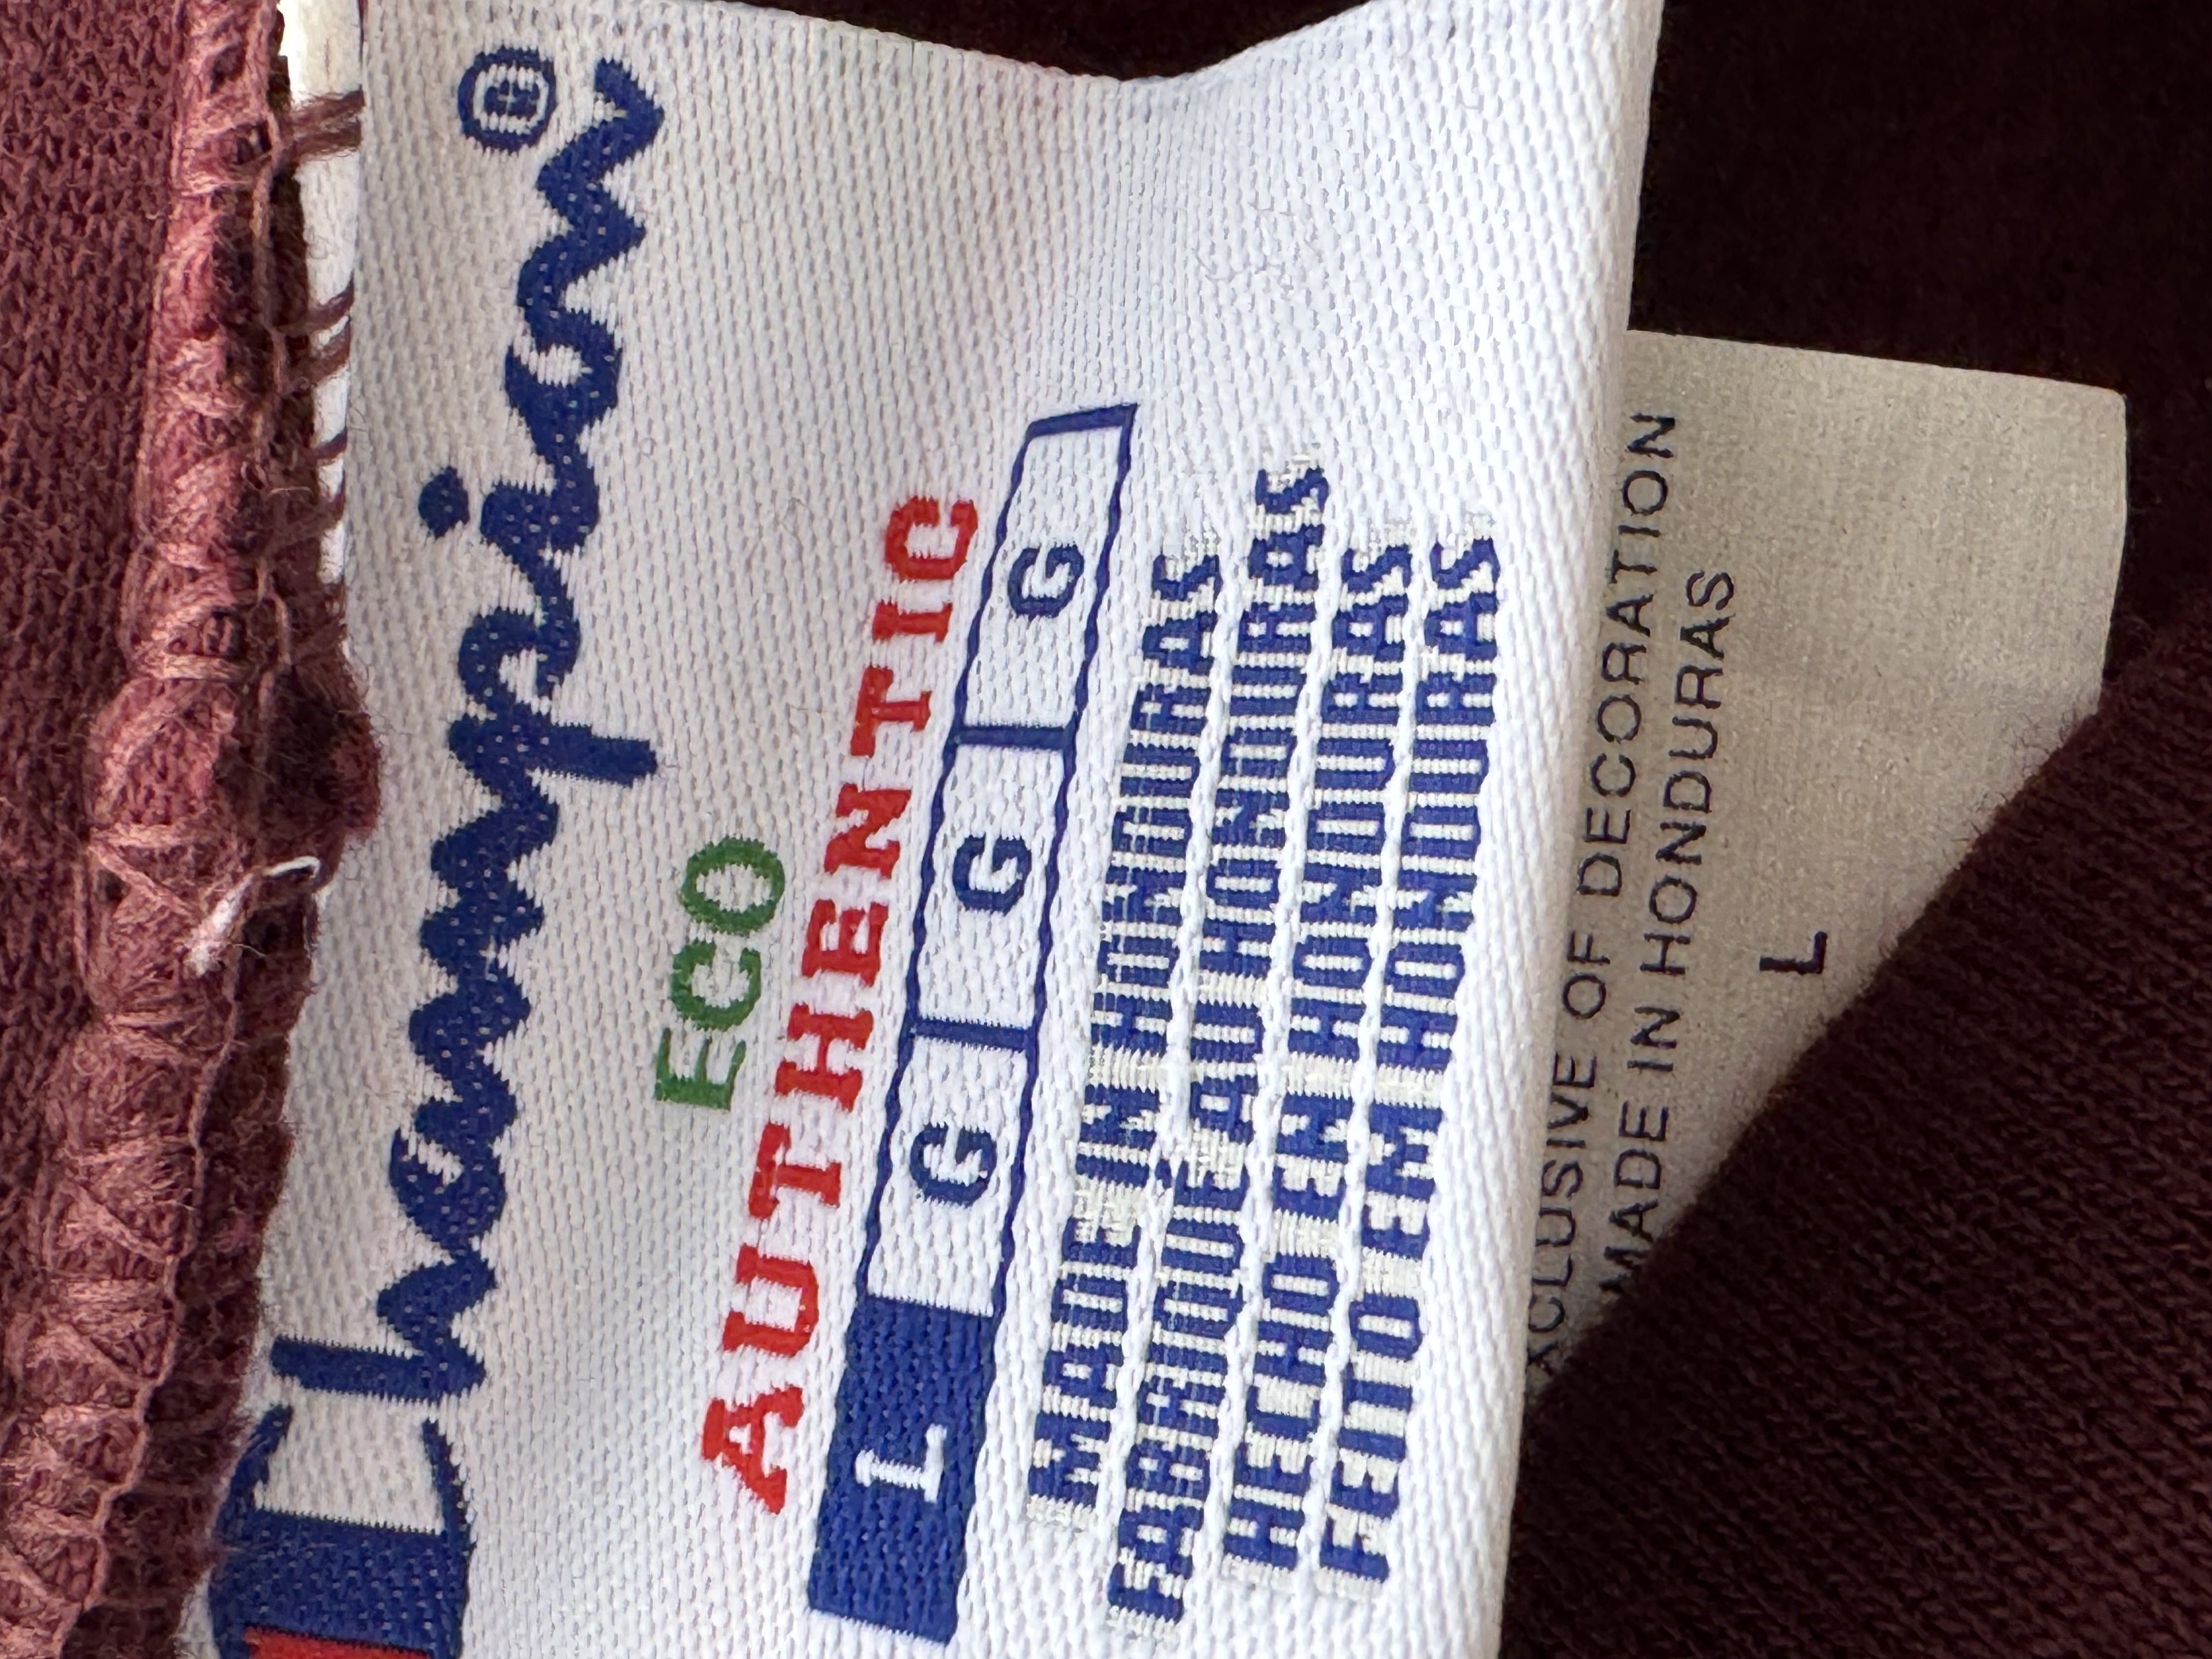 Champion®
ECO
AUTHENTIC
L G G G
MADE IN HONDURAS
FABRIQUÉ AU HONDURAS
HECHO EN HONDURAS
FEITO EM HONDURAS
XCLUSIVE OF DECORATION
MADE IN HONDURAS
L